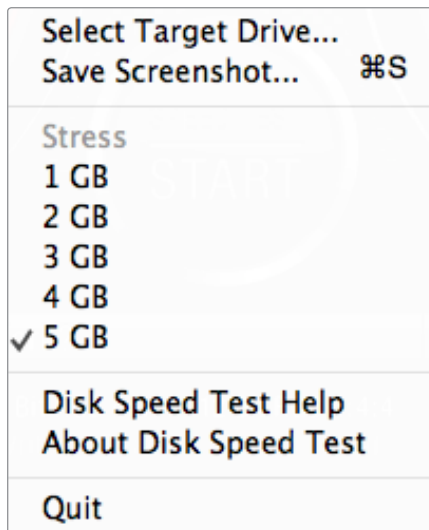 Select Target Drive...
Save Screenshot... ⌘S
Stress
1 GB
START
2 GB
3 GB
4 GB
✓ 5 GB
Disk Speed Test Help
About Disk Speed Test
Quit